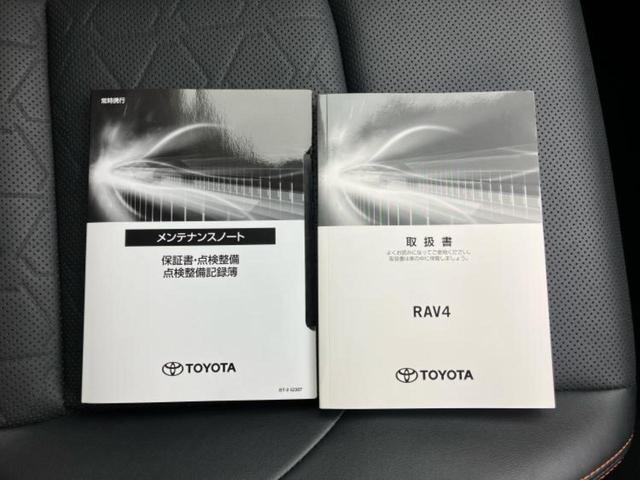 常時携行
メンテナンスノート
保証書・点検整備
点検整備記録簿
TOYOTA
取扱書
よくお読みになってご使用ください。
取扱書は車の中に保管しましょう。
RAV4
TOYOTA